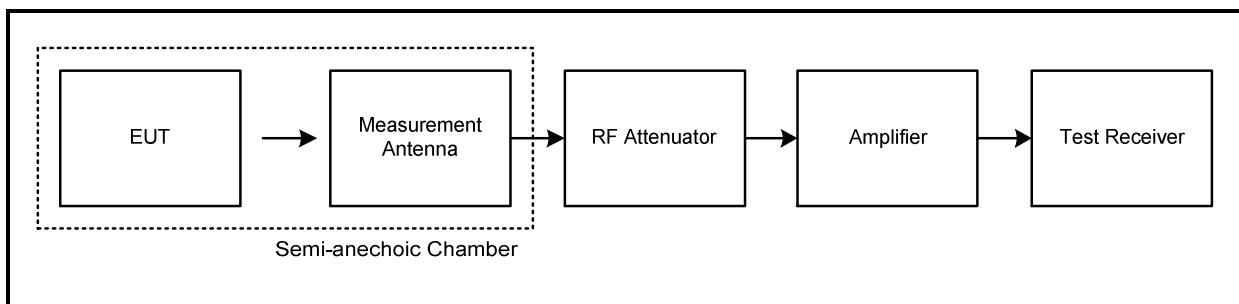 EUT
Measurement
Antenna
RF Attenuator
Amplifier
Test Receiver
Semi-anechoic Chamber